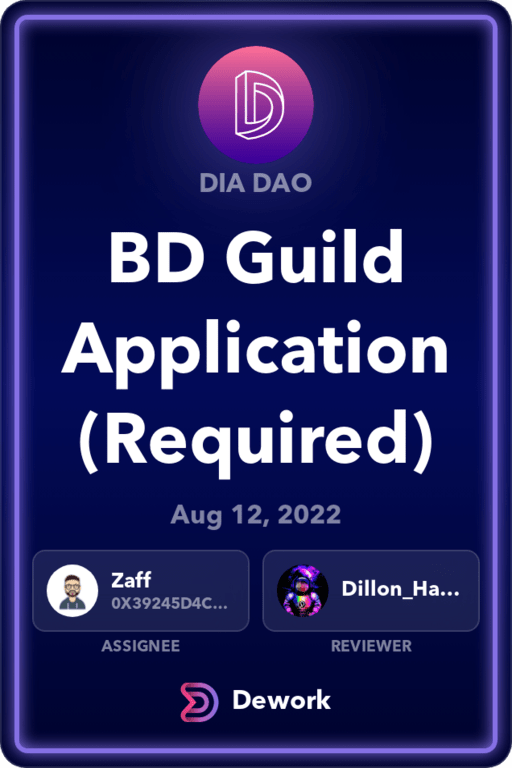 DIA DAO
BD Guild
Application
(Required)
Aug 12, 2022
Zaff
0X39245D4C...
Dillon_Ha...
ASSIGNEE
REVIEWER
Dework